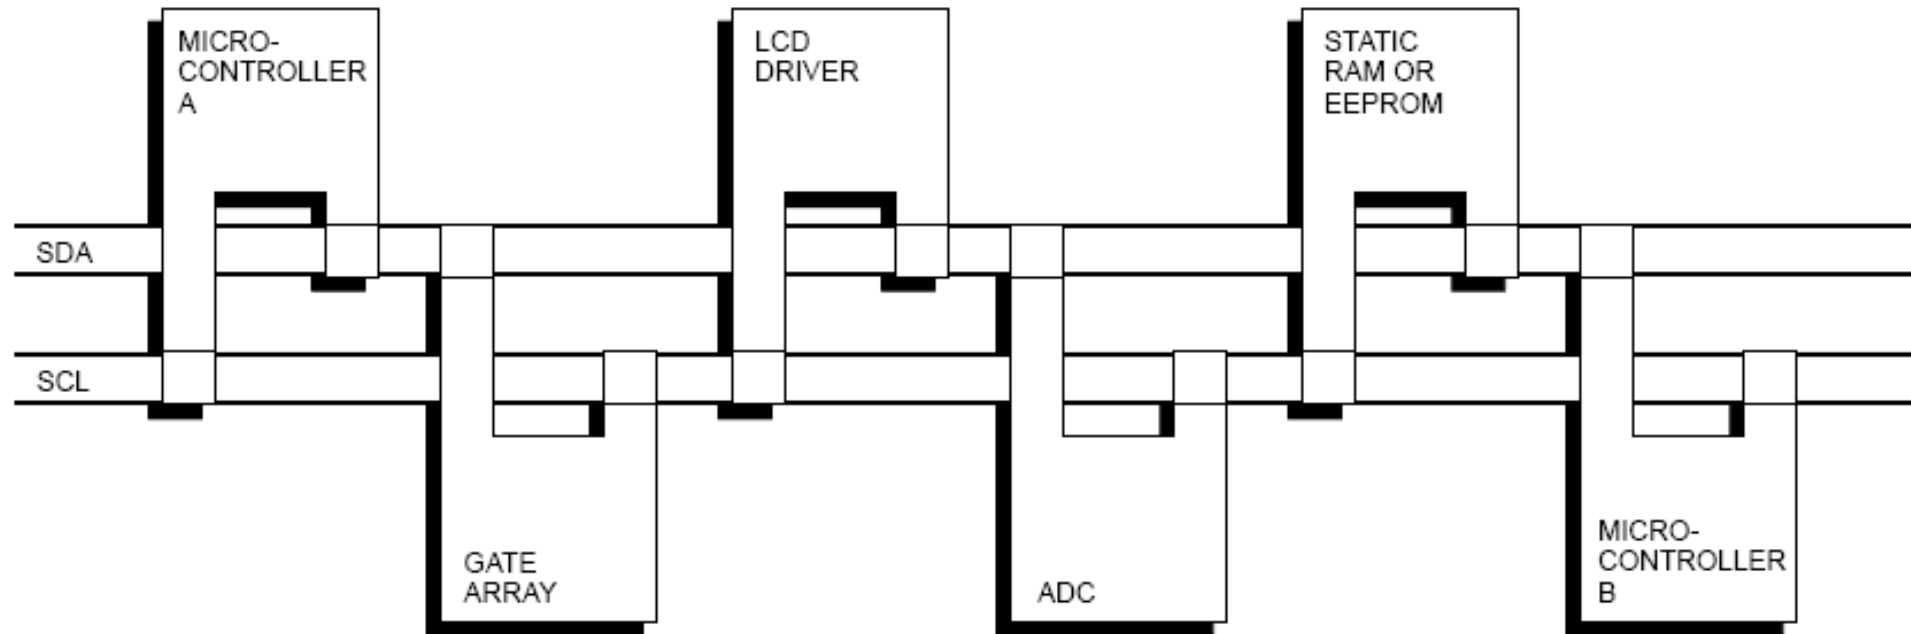 MICRO-
CONTROLLER
A
LCD
DRIVER
STATIC
RAM OR
EEPROM
SDA
SCL
GATE
ARRAY
ADC
MICRO-
CONTROLLER
B